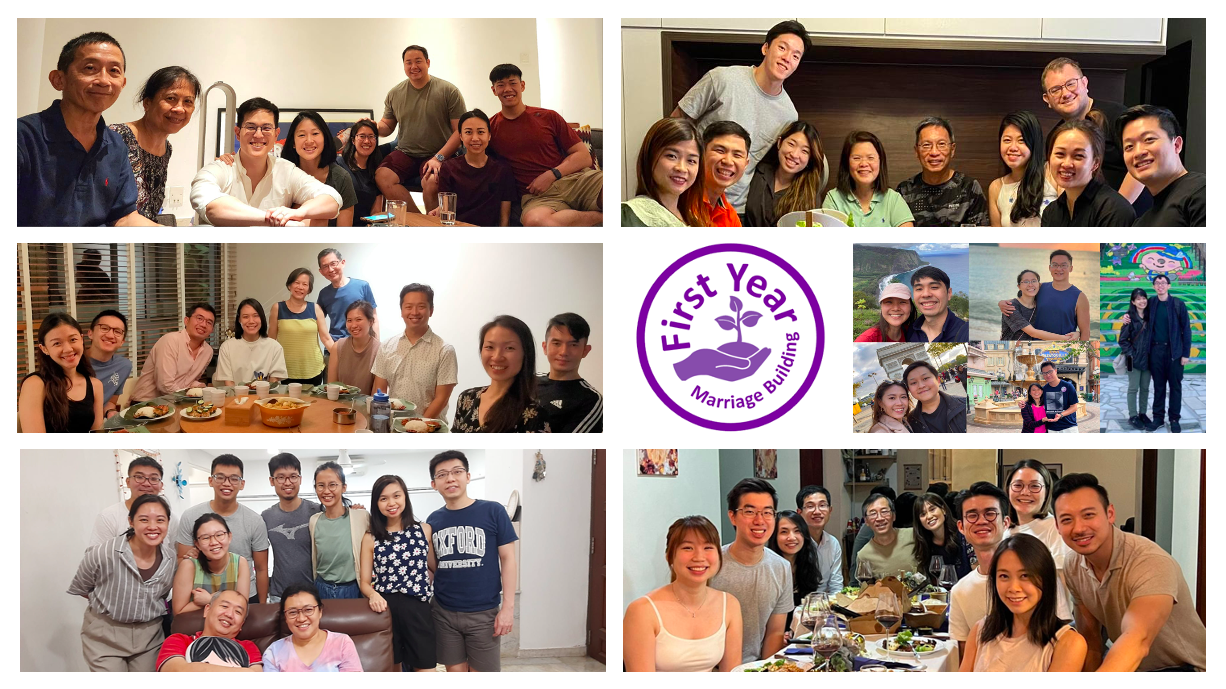 First Year
Marriage Building
OXFORD
UNIVERSITY.